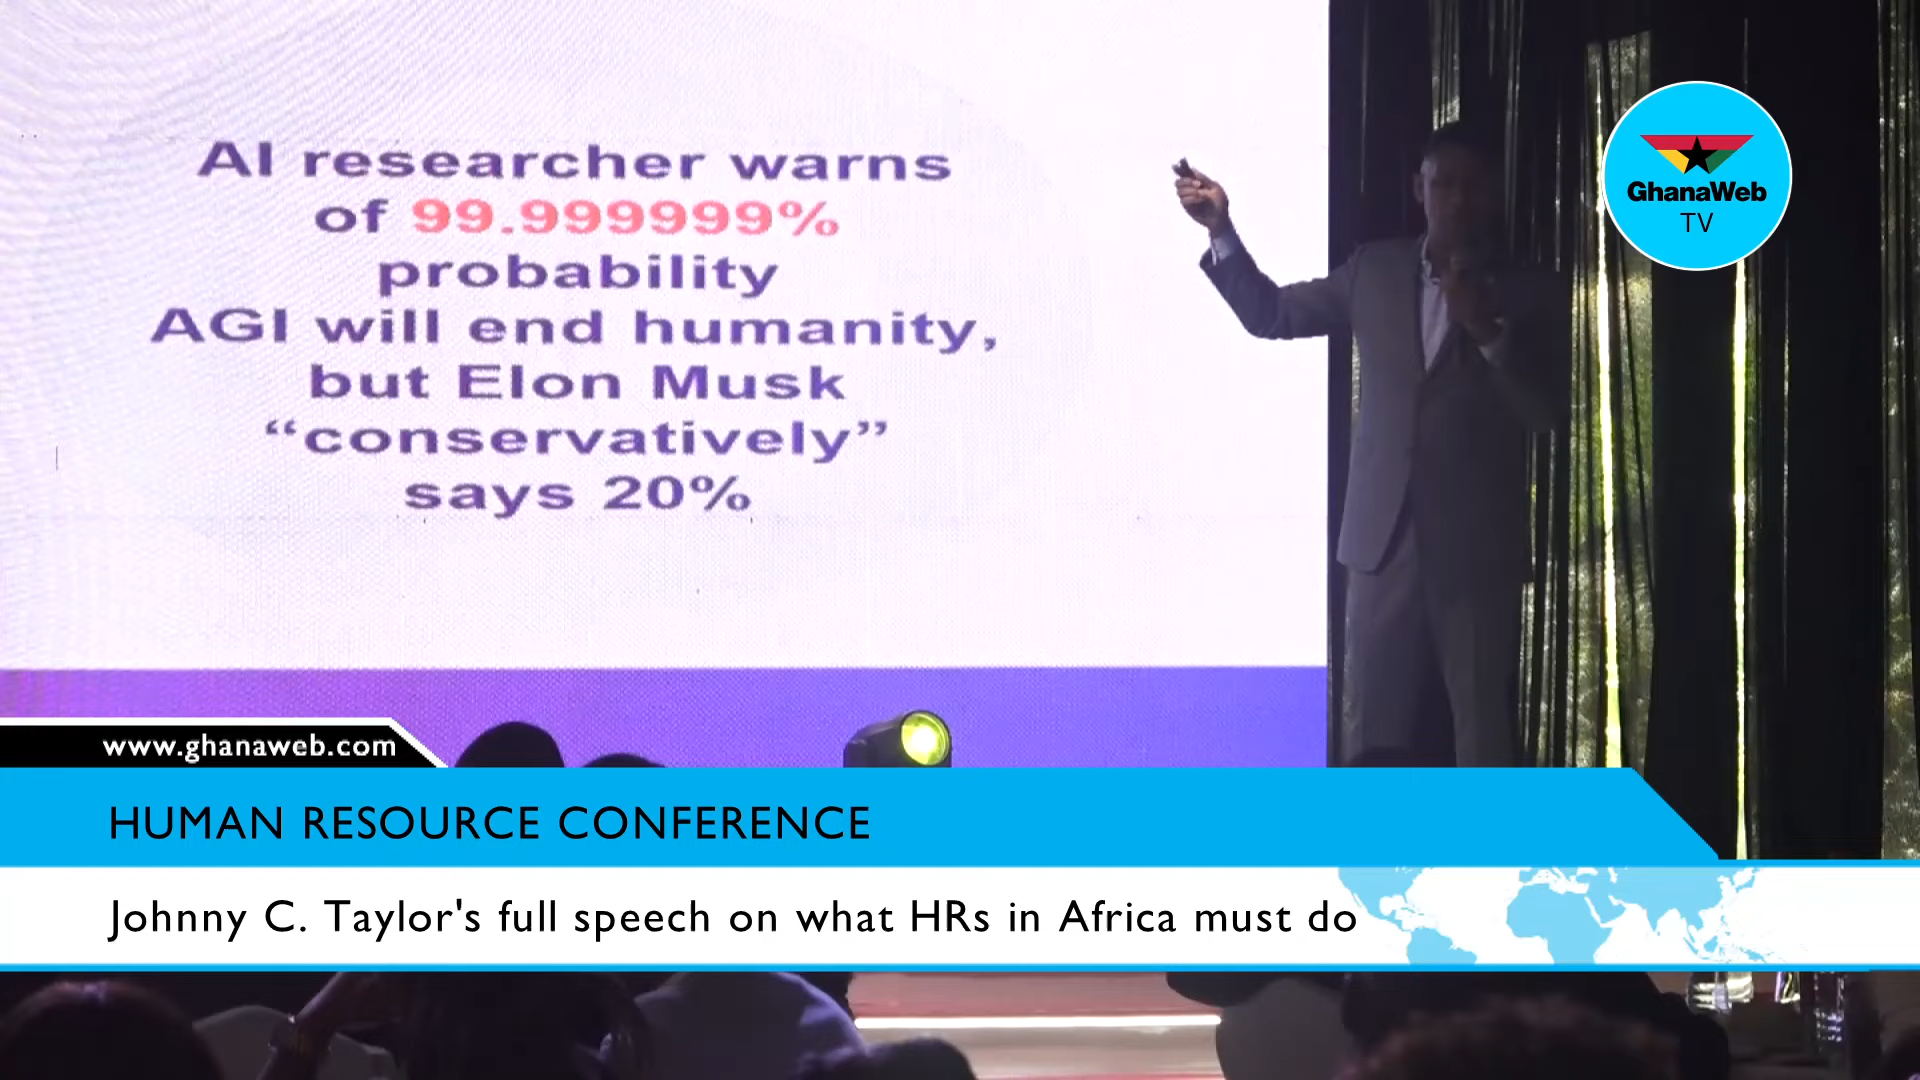 AI researcher warns
of 99.999999%
probability
AGI will end humanity,
but Elon Musk
“conservatively”
says 20%
GhanaWeb
TV
www.ghanaweb.com
HUMAN RESOURCE CONFERENCE
Johnny C. Taylor's full speech on what HRs in Africa must do